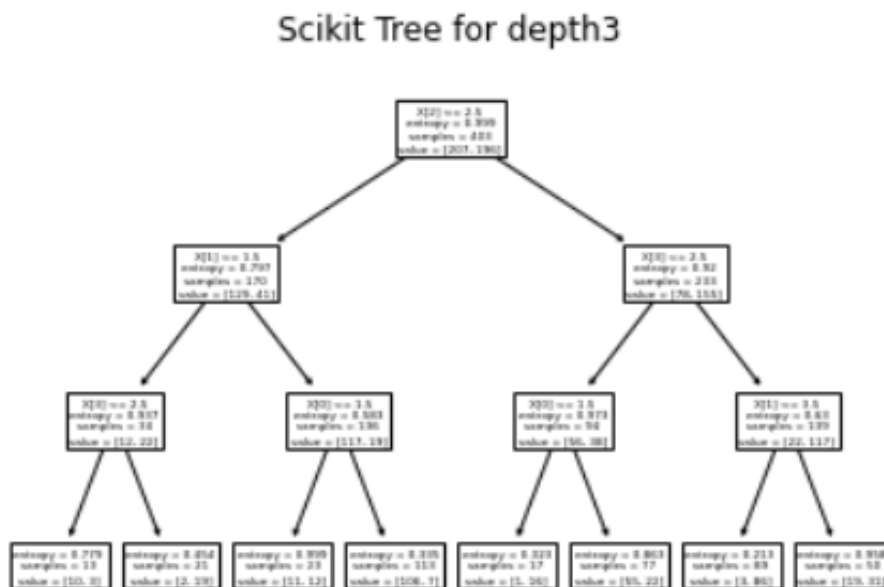 Scikit Tree for depth3
X[2] <= 2.5
entropy = 0.999
samples = 403
value = [207, 196]
X[1] <= 1.5
entropy = 0.797
samples = 170
value = [129, 41]
X[3] <= 2.5
entropy = 0.92
samples = 233
value = [78, 155]
X[3] <= 2.5
entropy = 0.937
samples = 34
value = [12, 22]
X[0] <= 1.5
entropy = 0.583
samples = 136
value = [117, 19]
X[0] <= 1.5
entropy = 0.973
samples = 94
value = [56, 38]
X[1] <= 3.5
entropy = 0.63
samples = 139
value = [22, 117]
entropy = 0.779
samples = 13
value = [10, 3]
entropy = 0.454
samples = 21
value = [2, 19]
entropy = 0.999
samples = 23
value = [11, 12]
entropy = 0.335
samples = 113
value = [106, 7]
entropy = 0.323
samples = 17
value = [1, 16]
entropy = 0.863
samples = 77
value = [55, 22]
entropy = 0.213
samples = 89
value = [3, 86]
entropy = 0.958
samples = 50
value = [19,